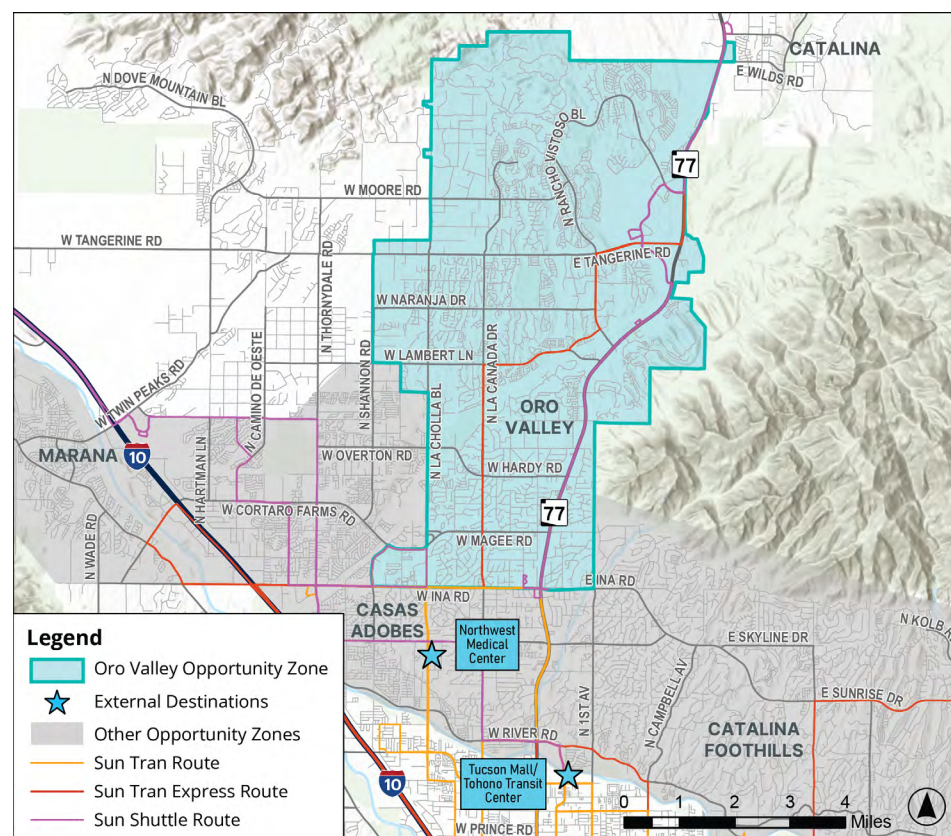 CATALINA
E WILDS RD
N DOVE MOUNTAIN BL
N RANCHO VISTOSO BL
77
W MOORE RD
W TANGERINE RD
N THORNYDALE RD
E TANGERINE RD
W NARANJA DR
N LA CANADA DR
W LAMBERT LN
N CAMINO DE OESTE
N SHANNON RD
W TWIN PEAKS RD
N LA CHOLLA BL
ORO
VALLEY
MARANA
10
N HARTMAN LN
W OVERTON RD
W HARDY RD
W CORTARO FARMS RD
77
N WADE RD
W MAGEE RD
W INA RD
E INA RD
CASAS
ADOBES
Northwest
Medical
Center
E SKYLINE DR
N KOLB R
N 1ST AV
N CAMPBELL AV
E SUNRISE DR
CATALINA
FOOTHILLS
W RIVER RD
Tucson Mall/
Tohono Transit
Center
10
W PRINCE RD
Legend
Oro Valley Opportunity Zone
External Destinations
Other Opportunity Zones
Sun Tran Route
Sun Tran Express Route
Sun Shuttle Route
0 1 2 3 4
Miles